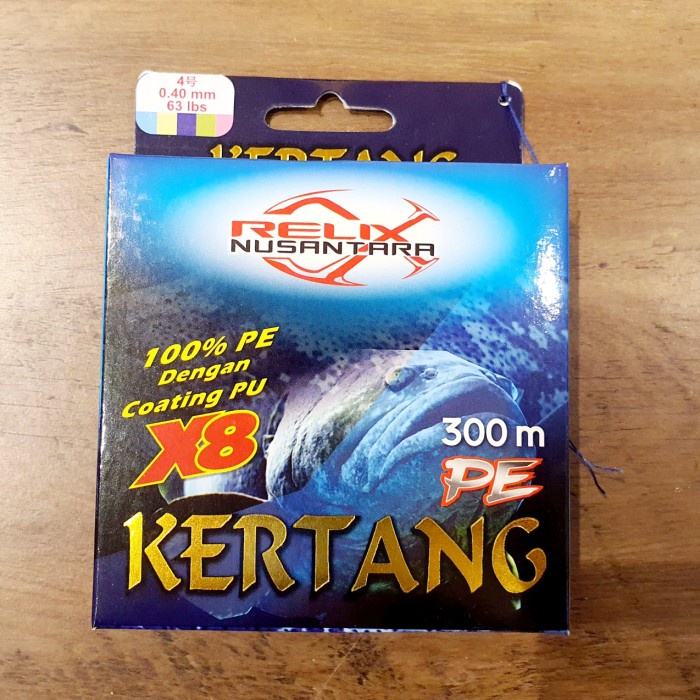 4号
0.40 mm
63 lbs
KERTANG
RELIX
NUSANTARA
100% PE
Dengan
Coating PU
X8
300 m
PE
KERTANG